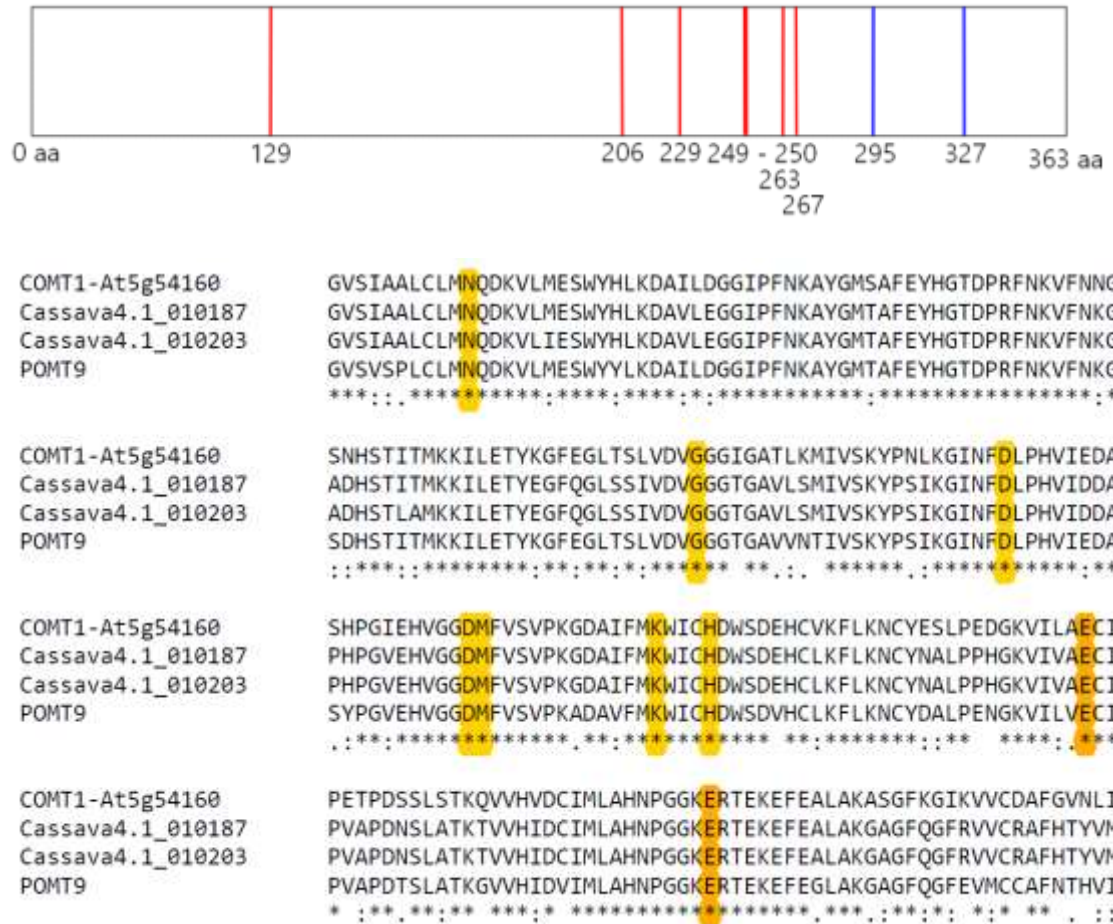 0 aa 129 206 229 249 - 250 295 327 363 aa
263
267
COMT1-At5g54160 GVSIAALCLMNQDKVLMESWYHLKDAILDGGIPFNKAYGMSAFEYHGTDPRFNKVFNNG
Cassava4.1_010187 GVSIAALCLMNQDKVLMESWYHLKDAVLEGGIPFNKAYGMTAFEYHGTDPRFNKVFNKG
Cassava4.1_010203 GVSIAALCLMNQDKVLIESWYHLKDAVLEGGIPFNKAYGMTAFEYHGTDPRFNKVFNKG
POMT9 GVSVSPLCLMNQDKVLMESWYYLKDAILDGGIPFNKAYGMTAFEYHGTDPRFNKVFNKG
***::.**********:****:****:*:***********:****************:*
COMT1-At5g54160 SNHSTITMKKILETYKGFEGLTSLVDVGGGIGATLKMIVSKYPNLKGINFDLPHVIEDA
Cassava4.1_010187 ADHSTITMKKILETYEGFQGLSSIVDVGGGTGAVLSMIVSKYPSIKGINFDLPHVIDDA
Cassava4.1_010203 ADHSTLAMKKILETYEGFQGLSSIVDVGGGTGAVLSMIVSKYPSIKGINFDLPHVIDDA
POMT9 SDHSTITMKKILETYKGFEGLTSLVDVGGGTGAVVNTIVSKYPSIKGINFDLPHVIEDA
::***::********:**:**:*:****** **.:. ******.:***********:**
COMT1-At5g54160 SHPGIEHVGGDMFVSVPKGDAIFMKWICHDWSDEHCVKFLKNCYESLPEDGKVILAECI
Cassava4.1_010187 PHPGVEHVGGDMFVSVPKGDAIFMKWICHDWSDEHCLKFLKNCYNALPPHGKVIVAECI
Cassava4.1_010203 PHPGVEHVGGDMFVSVPKGDAIFMKWICHDWSDEHCLKFLKNCYNALPPHGKVIVAECI
POMT9 SYPGVEHVGGDMFVSVPKADAVFMKWICHDWSDVHCLKFLKNCYDALPENGKVILVECI
.:**:*************.**:*********** **:*******::**  ****:.***
COMT1-At5g54160 PETPDSSLSTKQVVHVDCIMLAHNPGGKERTEKEFEALAKASGFKGIKVVCDAFGVNLI
Cassava4.1_010187 PVAPDNSLATKTVVHIDCIMLAHNPGGKERTEKEFEALAKGAGFQGFRVVCRAFHTYVM
Cassava4.1_010203 PVAPDNSLATKTVVHIDCIMLAHNPGGKERTEKEFEALAKGAGFQGFRVVCRAFHTYVM
POMT9 PVAPDTSLATKGVVHIDVIMLAHNPGGKERTEKEFEGLAKGAGFQGFEVMCCAFNTHVI
* :**.**:** ***:* ******************.***.:**:*: *:* ** . ::